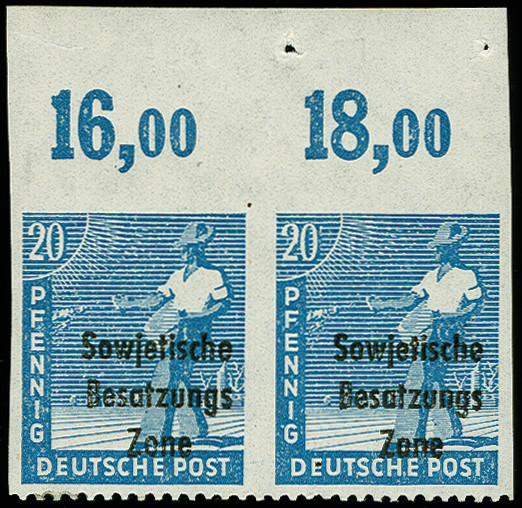 16,00 18,00
20 20
PFENNIG PFENNIG
Sowjetische Sowjetische
Besatzungs Besatzungs
Zone Zone
DEUTSCHE POST DEUTSCHE POST